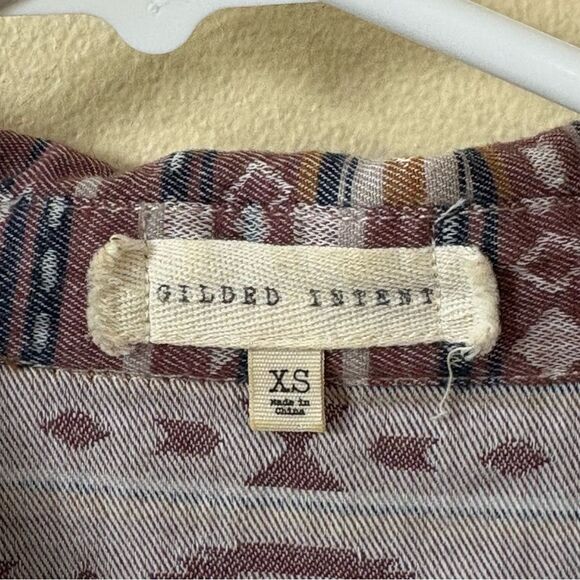 GILDED INTENT
XS
Made in
China